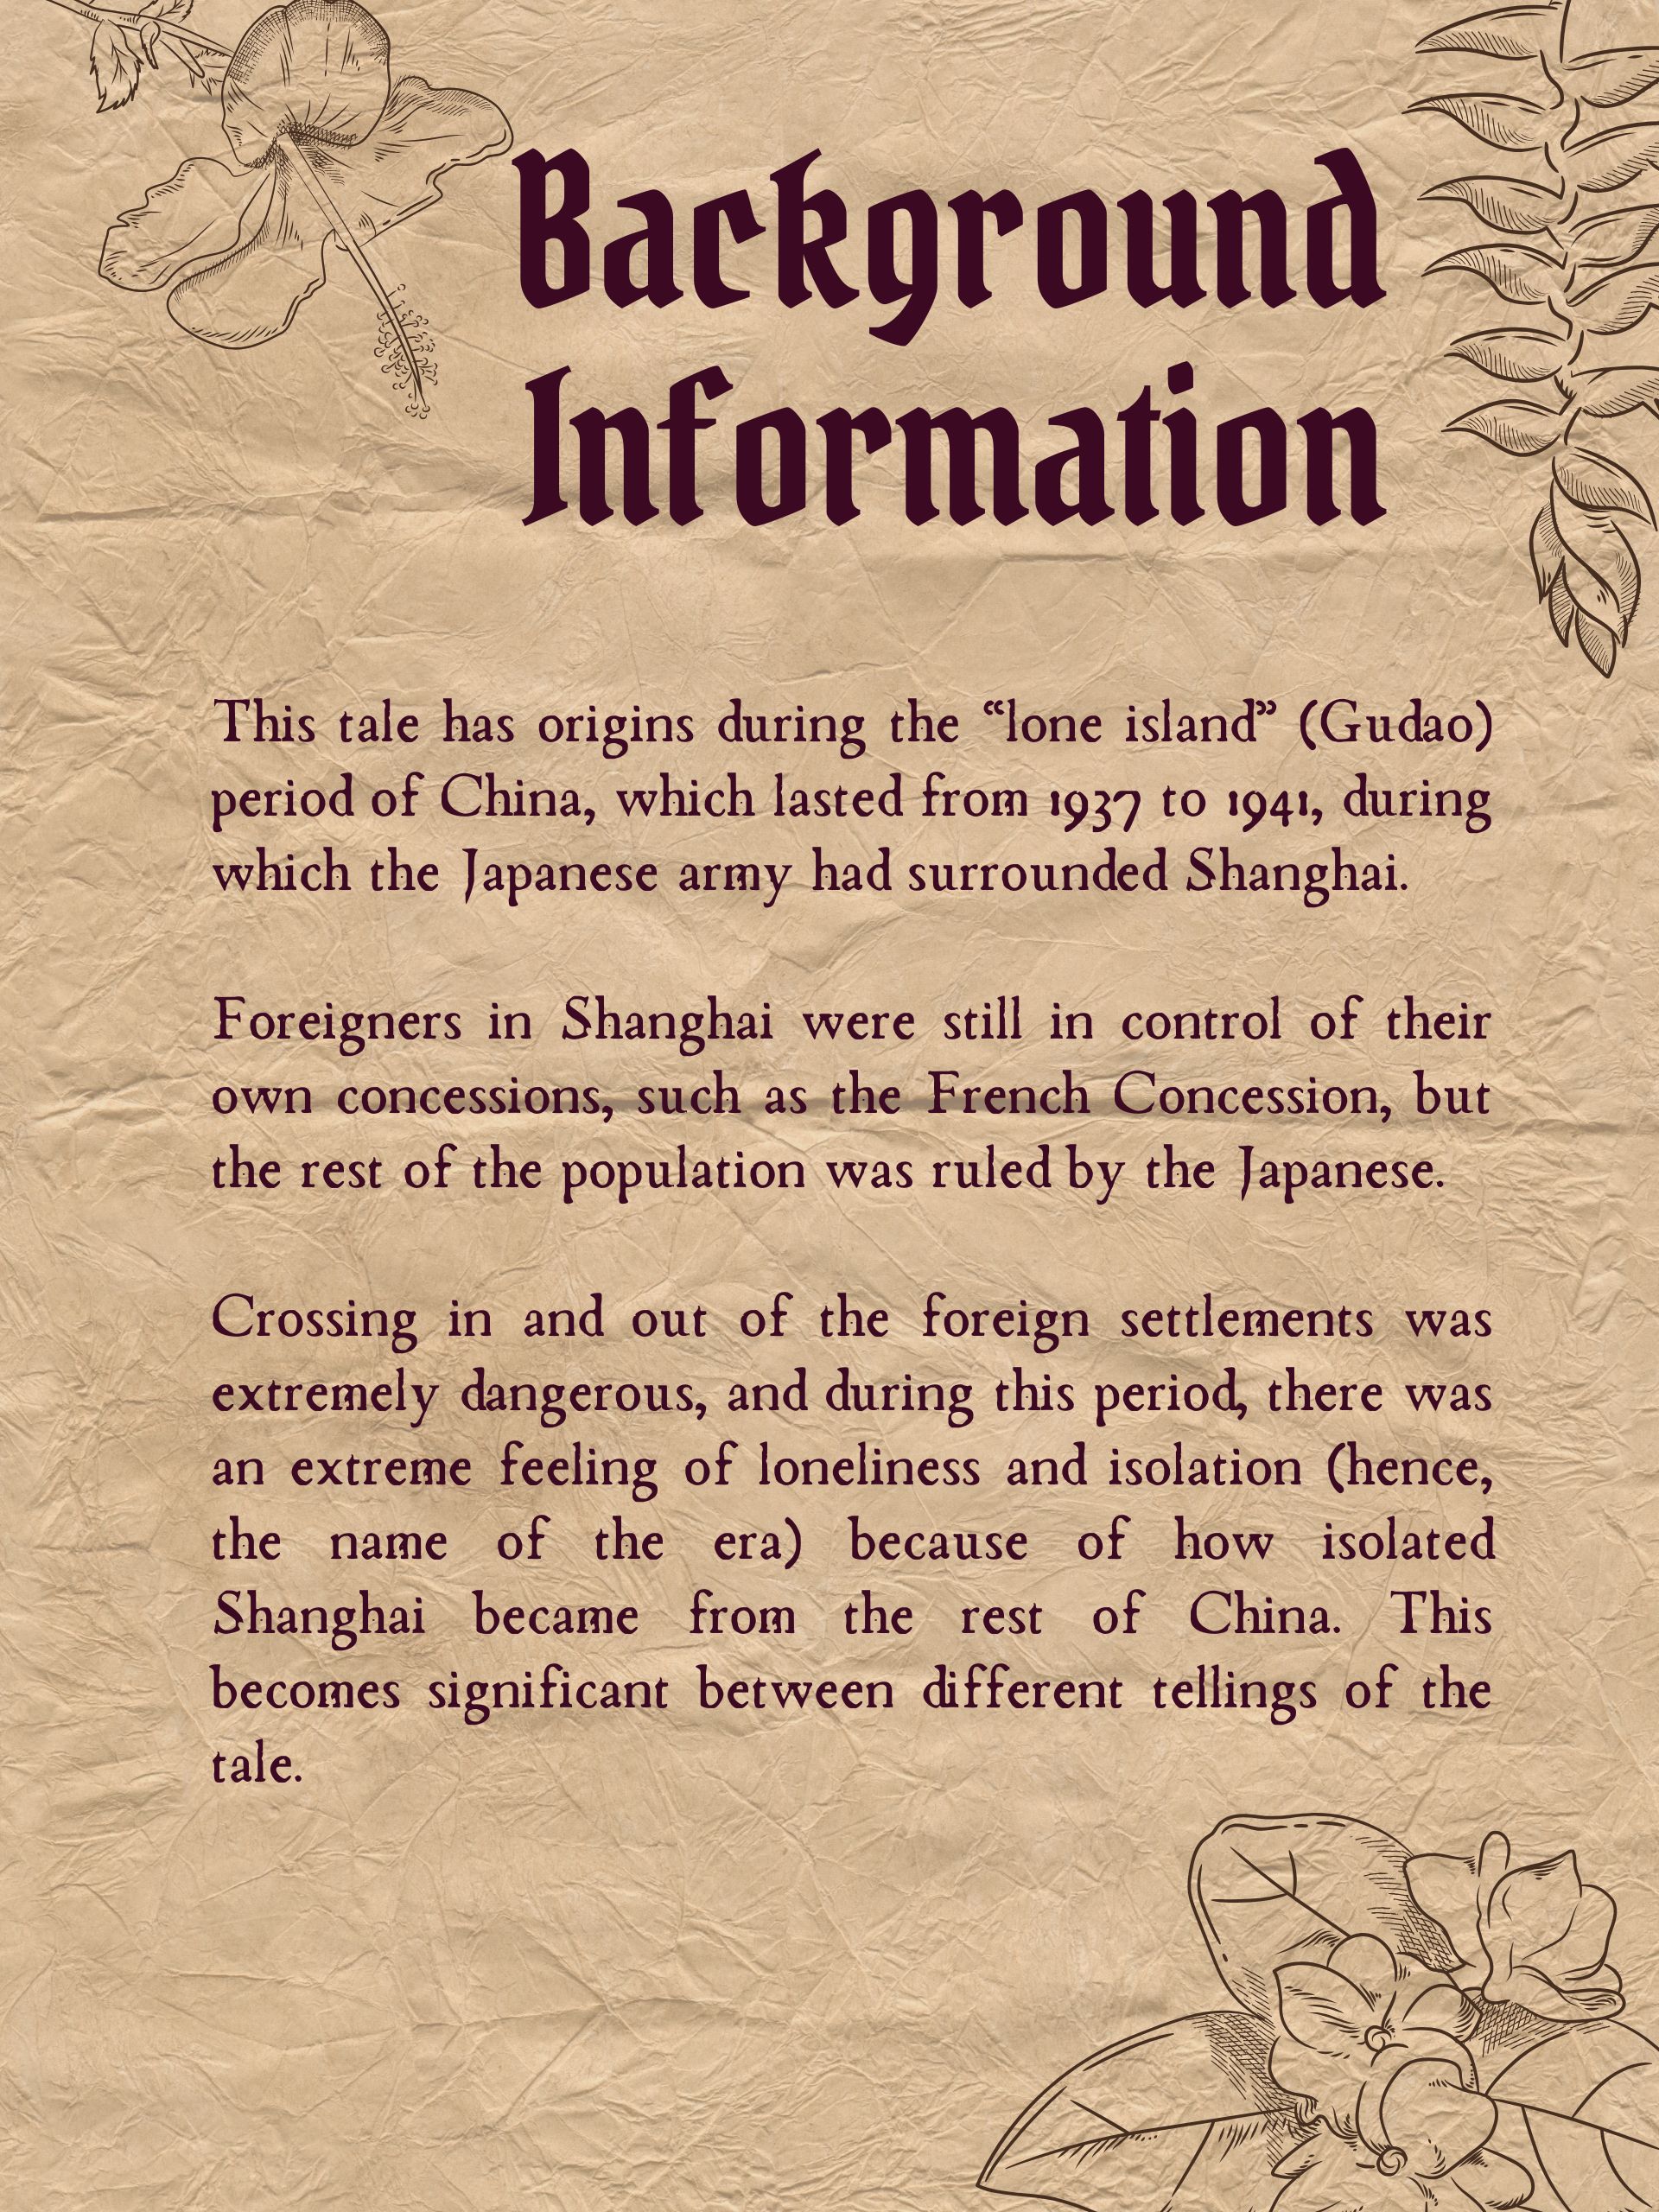 Background
Information
This tale has origins during the “lone island” (Gudao)
period of China, which lasted from 1937 to 1941, during
which the Japanese army had surrounded Shanghai.
Foreigners in Shanghai were still in control of their
own concessions, such as the French Concession, but
the rest of the population was ruled by the Japanese.
Crossing in and out of the foreign settlements was
extremely dangerous, and during this period, there was
an extreme feeling of loneliness and isolation (hence,
the name of the era) because of how isolated
Shanghai became from the rest of China. This
becomes significant between different tellings of the
tale.